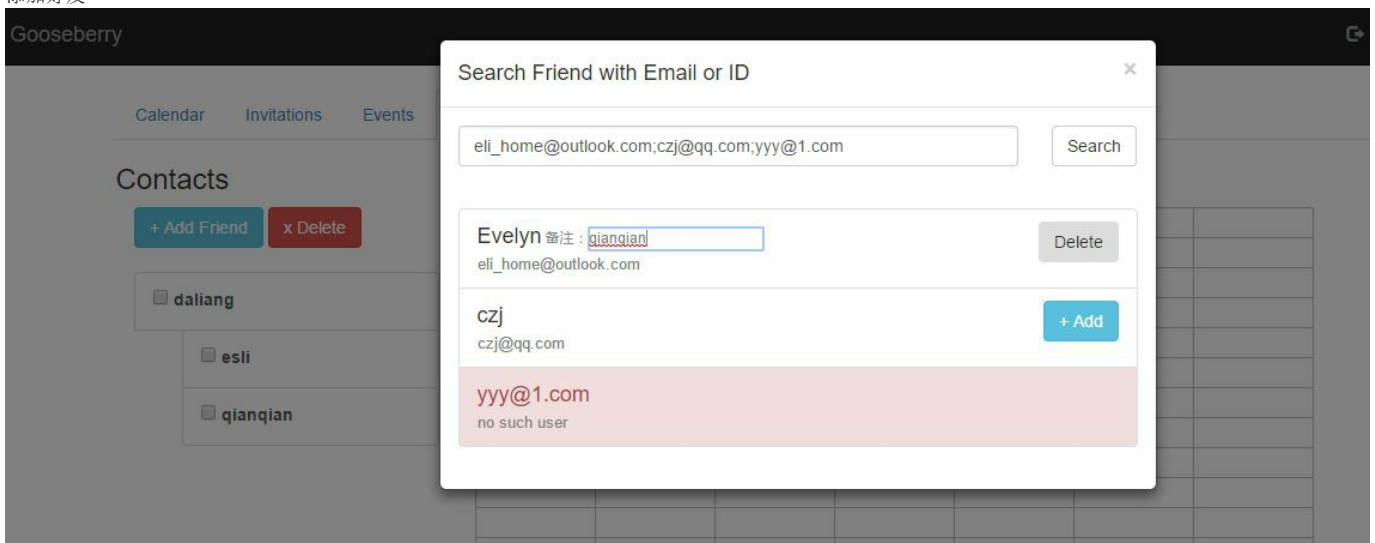 Gooseberry
Search Friend with Email or ID ×
Calendar Invitations Events
eli_home@outlook.com;czj@qq.com;yyy@1.com Search
Contacts
+ Add Friend x Delete
Evelyn 备注：qianqian Delete
eli_home@outlook.com
daliang
czj + Add
czj@qq.com
esli
yyy@1.com
no such user
qianqian